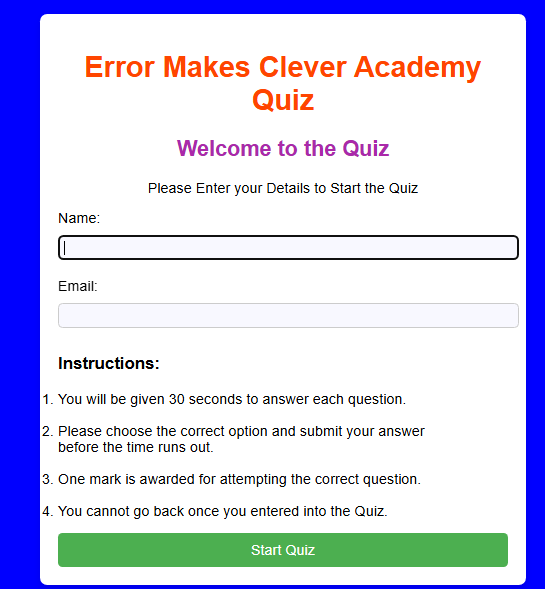 Error Makes Clever Academy
Quiz
Welcome to the Quiz
Please Enter your Details to Start the Quiz
Name:
Email:
Instructions:
1. You will be given 30 seconds to answer each question.
2. Please choose the correct option and submit your answer
before the time runs out.
3. One mark is awarded for attempting the correct question.
4. You cannot go back once you entered into the Quiz.
Start Quiz